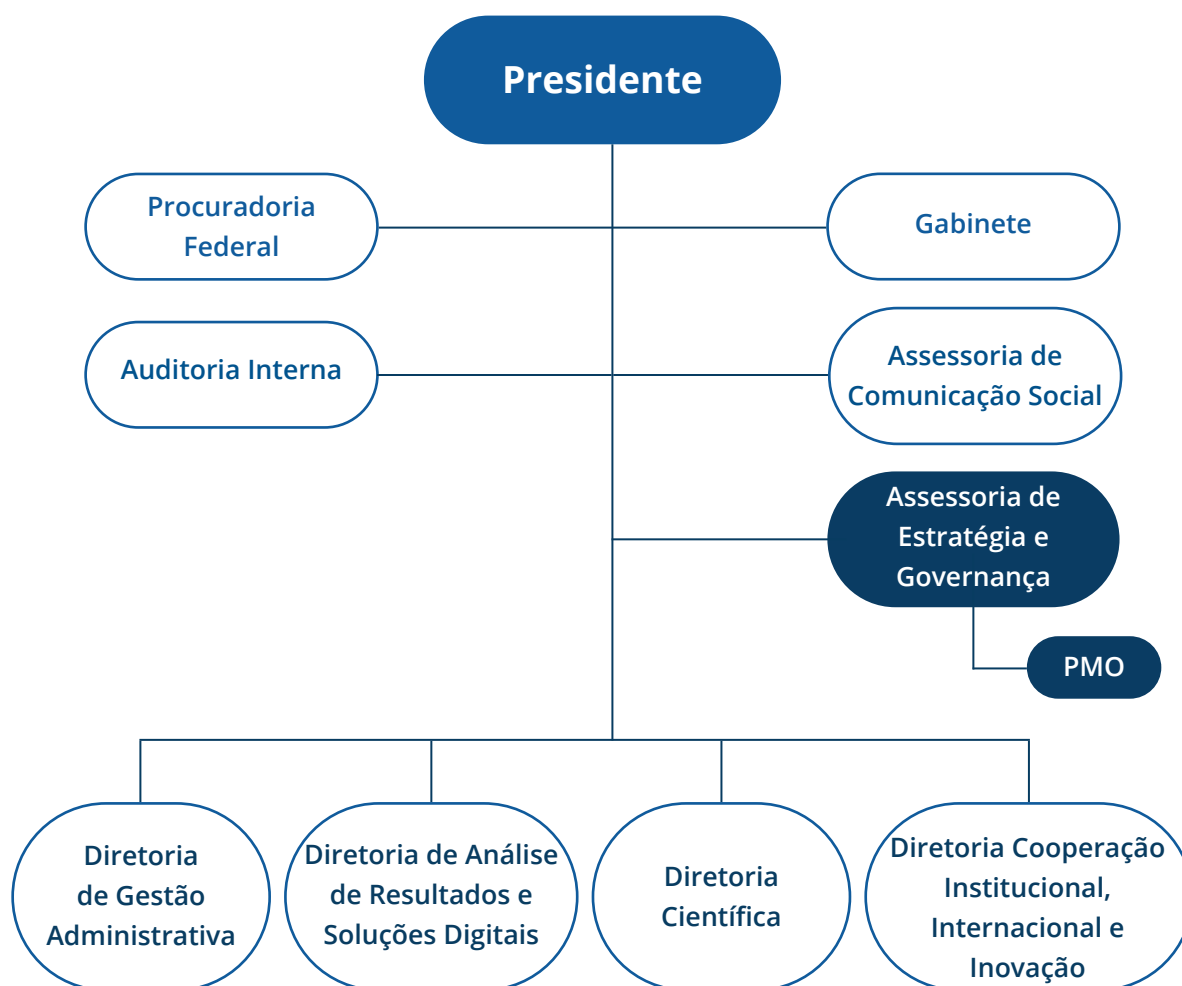 Presidente
Procuradoria
Federal
Gabinete
Auditoria Interna
Assessoria de
Comunicação Social
Assessoria de
Estratégia e
Governança
PMO
Diretoria
de Gestão
Administrativa
Diretoria de Análise
de Resultados e
Soluções Digitais
Diretoria
Científica
Diretoria Cooperação
Institucional,
Internacional e
Inovação